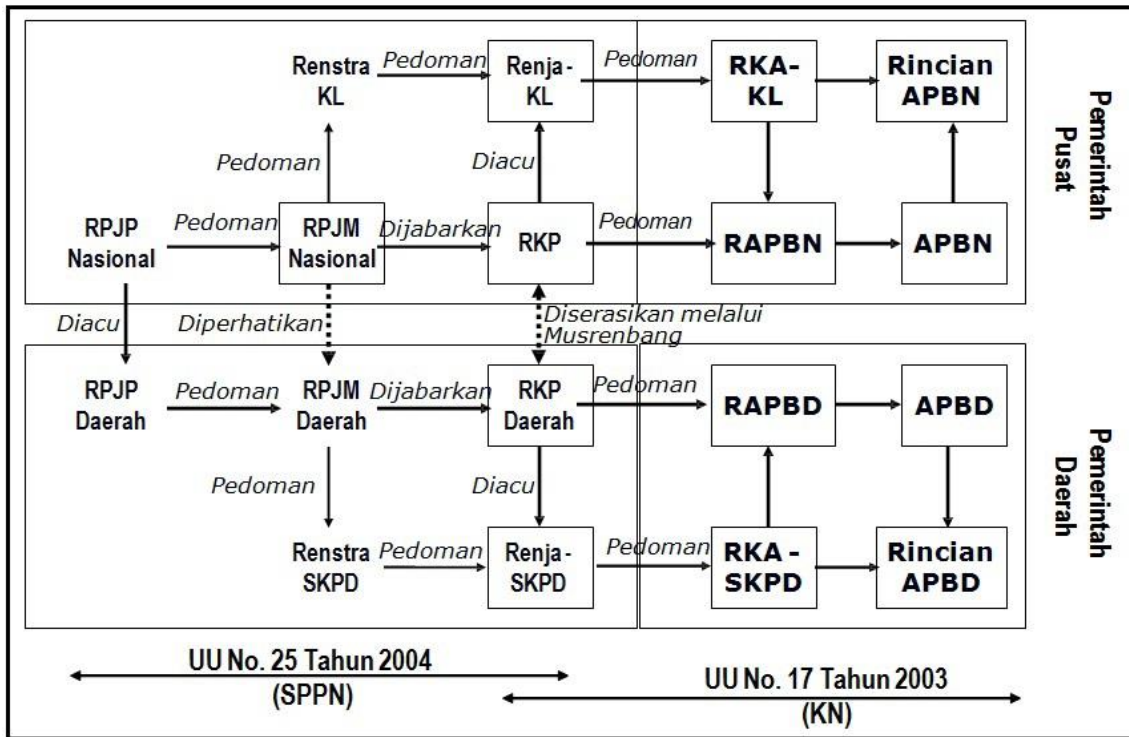 Renstra
KL
Pedoman
Renja -
KL
Pedoman
RKA-
KL
Rincian
APBN
Pemerintah
Pusat
Pedoman
Diacu
RPJP
Nasional
Pedoman
RPJM
Nasional
Dijabarkan
RKP
Pedoman
RAPBN
APBN
Diacu
Diperhatikan
Diserasikan melalui
Musrenbang
RPJP
Daerah
Pedoman
RPJM
Daerah
Dijabarkan
RKP
Daerah
Pedoman
RAPBD
APBD
Pemerintah
Daerah
Pedoman
Diacu
Renstra
SKPD
Pedoman
Renja -
SKPD
Pedoman
RKA -
SKPD
Rincian
APBD
UU No. 25 Tahun 2004
(SPPN)
UU No. 17 Tahun 2003
(KN)